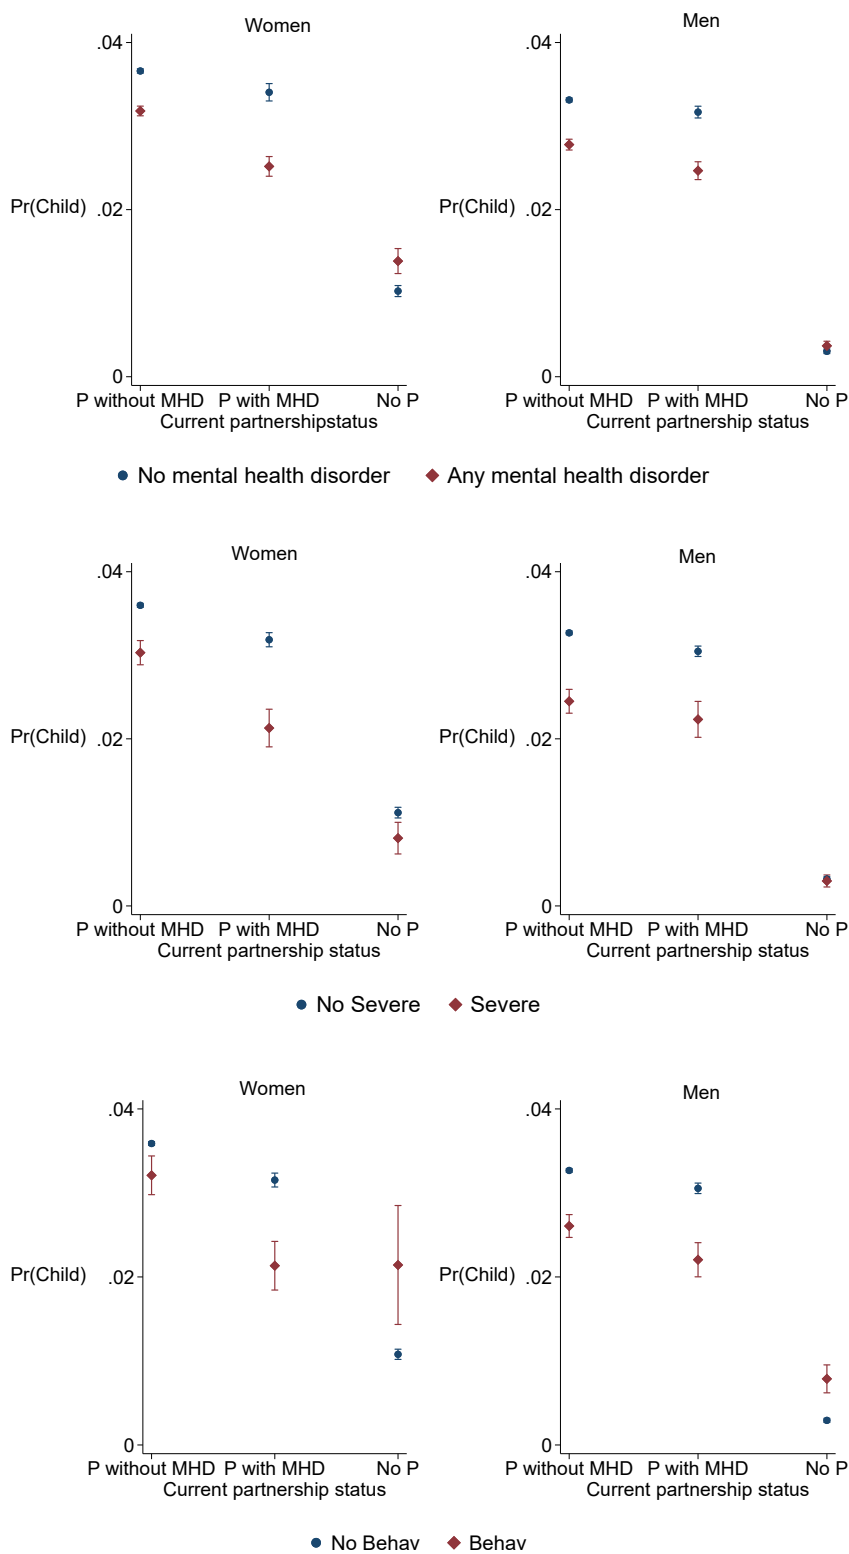 Women Men
.04 .04
Pr(Child) .02 Pr(Child) .02
0 0
P without MHD P with MHD No P P without MHD P with MHD No P
Current partnershipstatus Current partnership status
No mental health disorder Any mental health disorder
Women Men
.04 .04
Pr(Child) .02 Pr(Child) .02
0 0
P without MHD P with MHD No P P without MHD P with MHD No P
Current partnership status Current partnership status
No Severe Severe
Women Men
.04 .04
Pr(Child) .02 Pr(Child) .02
0 0
P without MHD P with MHD No P P without MHD P with MHD No P
Current partnership status Current partnership status
No Behav Behav